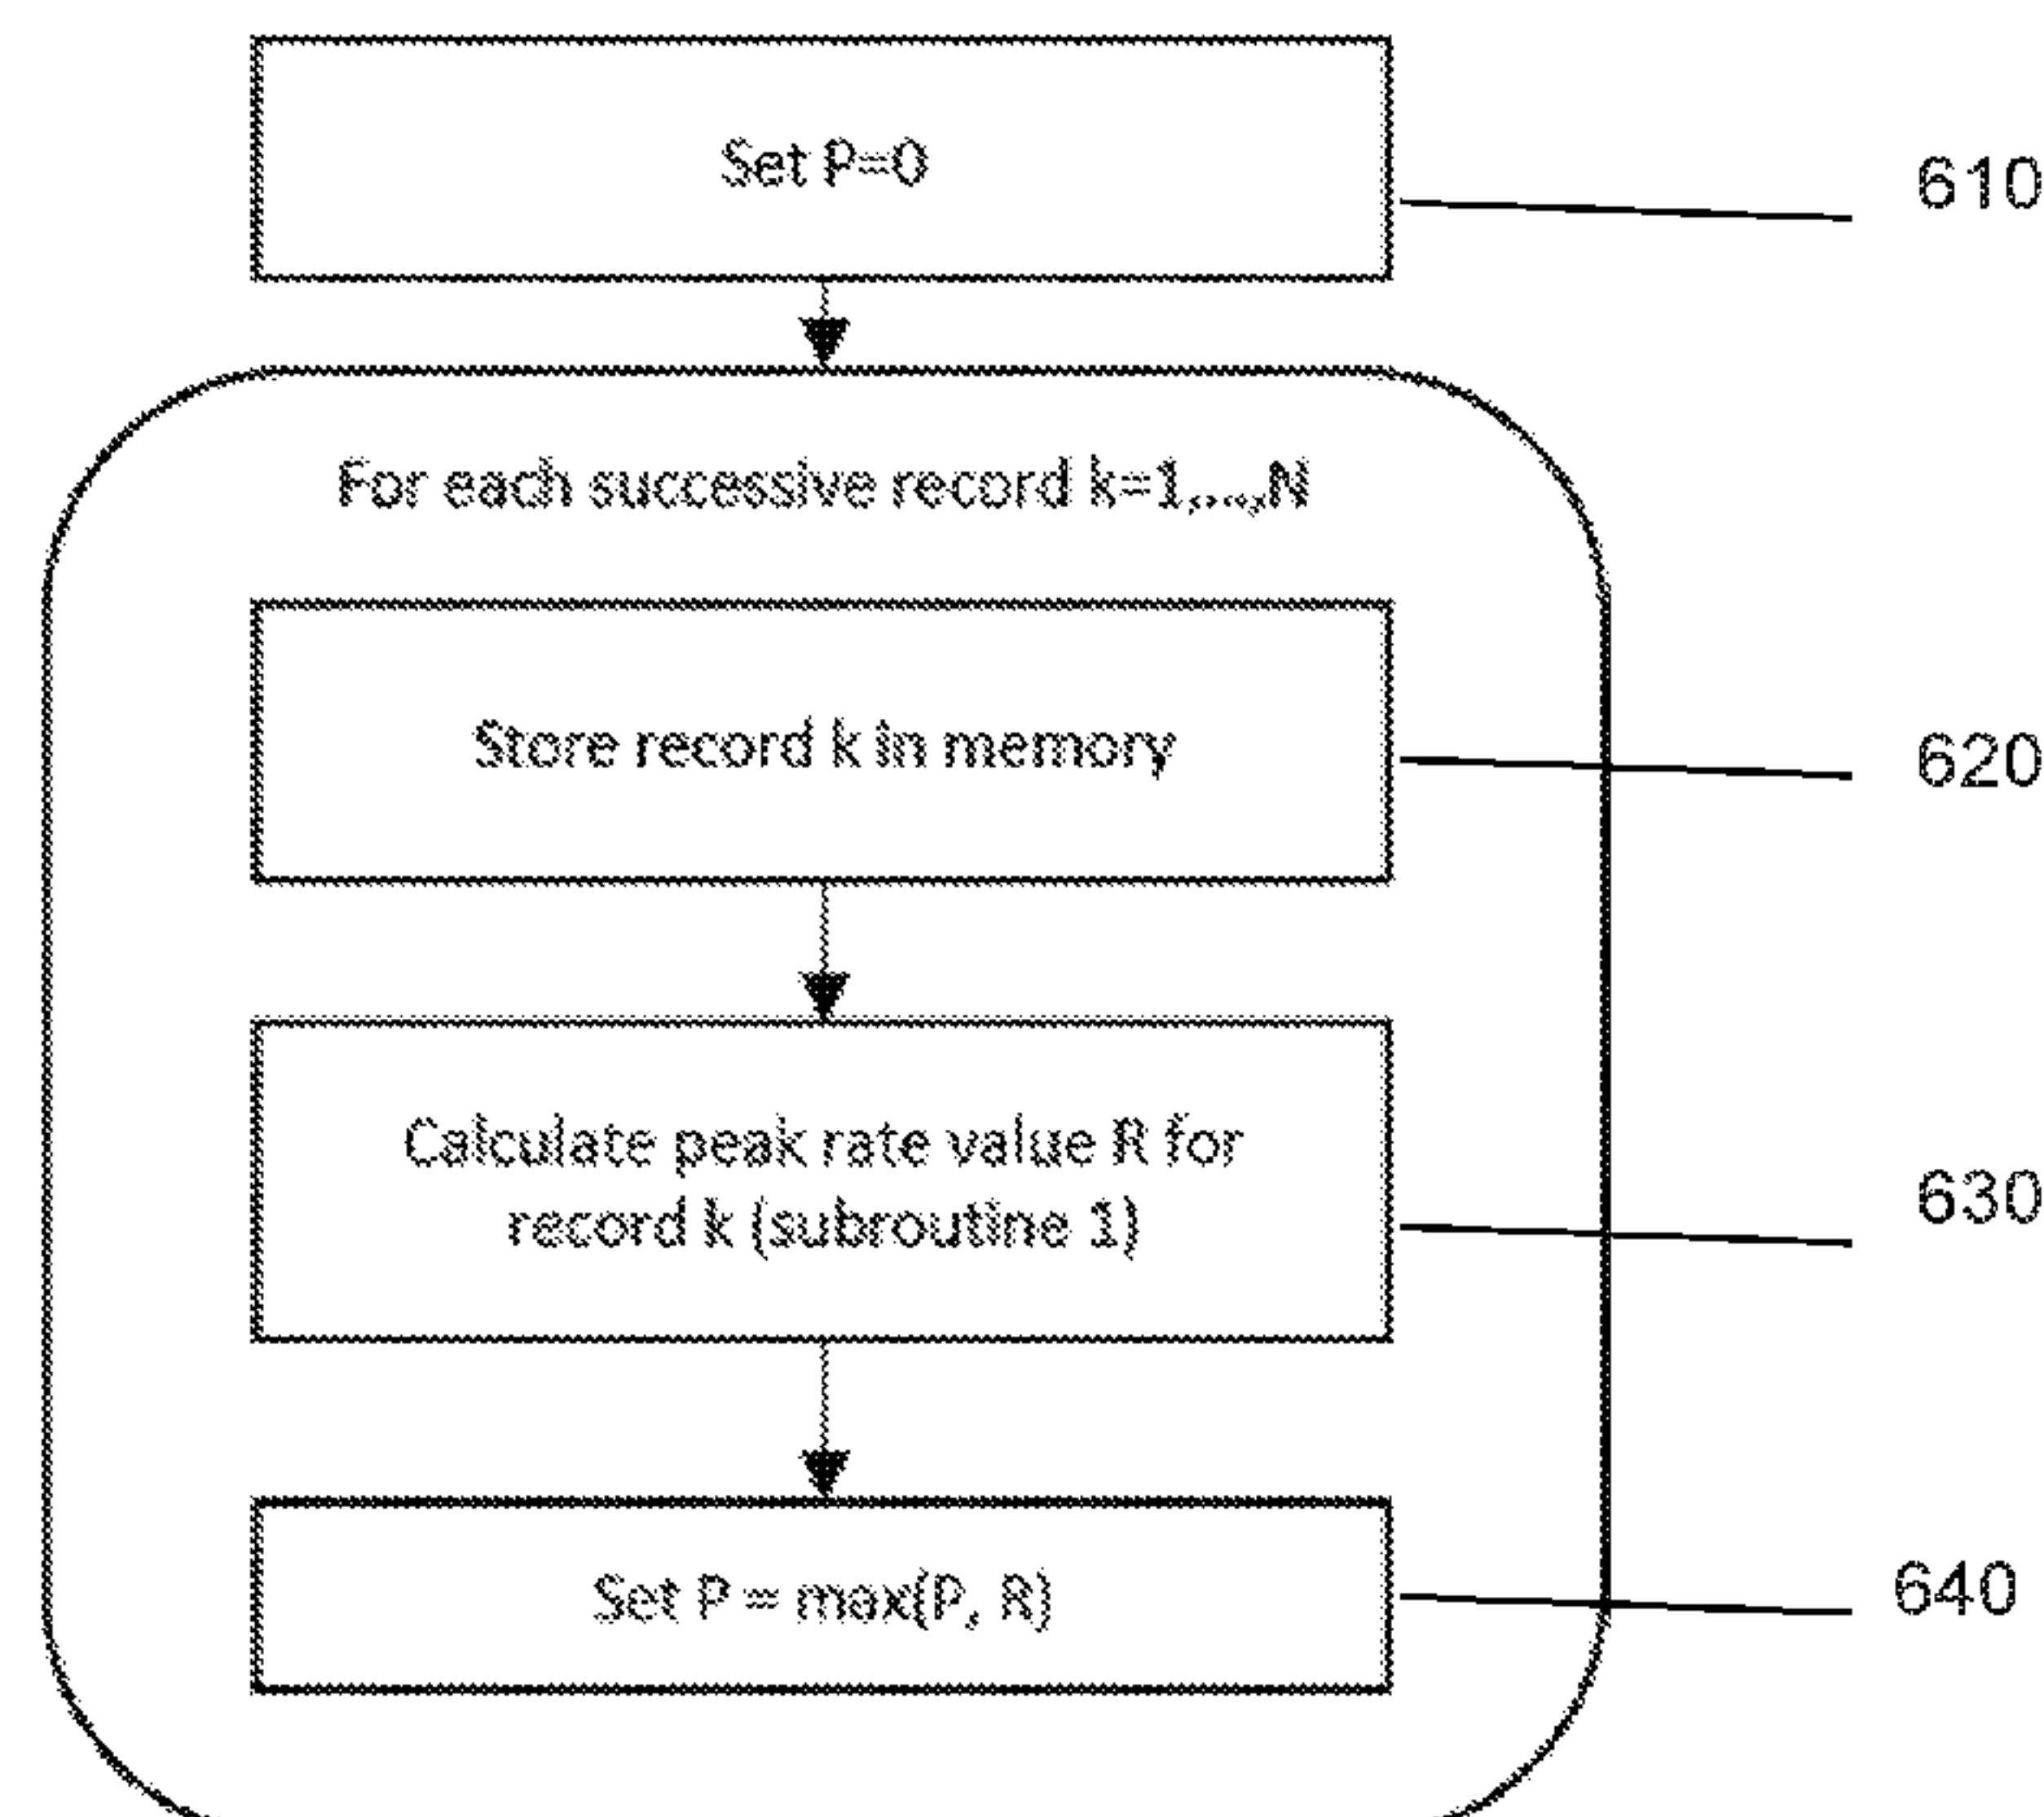 Set P=0
610
For each successive record k=1,...,N
Store record k in memory
620
Calculate peak rate value R for
record k (subroutine 1)
630
Set P = max(P, R)
640